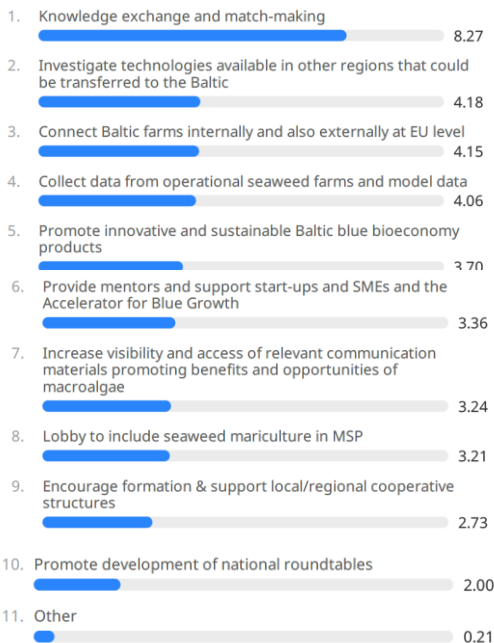 1. Knowledge exchange and match-making
8.27
2. Investigate technologies available in other regions that could
be transferred to the Baltic
4.18
3. Connect Baltic farms internally and also externally at EU level
4.15
4. Collect data from operational seaweed farms and model data
4.06
5. Promote innovative and sustainable Baltic blue bioeconomy
products
3.70
6. Provide mentors and support start-ups and SMEs and the
Accelerator for Blue Growth
3.36
7. Increase visibility and access of relevant communication
materials promoting benefits and opportunities of
macroalgae
3.24
8. Lobby to include seaweed mariculture in MSP
3.21
9. Encourage formation & support local/regional cooperative
structures
2.73
10. Promote development of national roundtables
2.00
11. Other
0.21